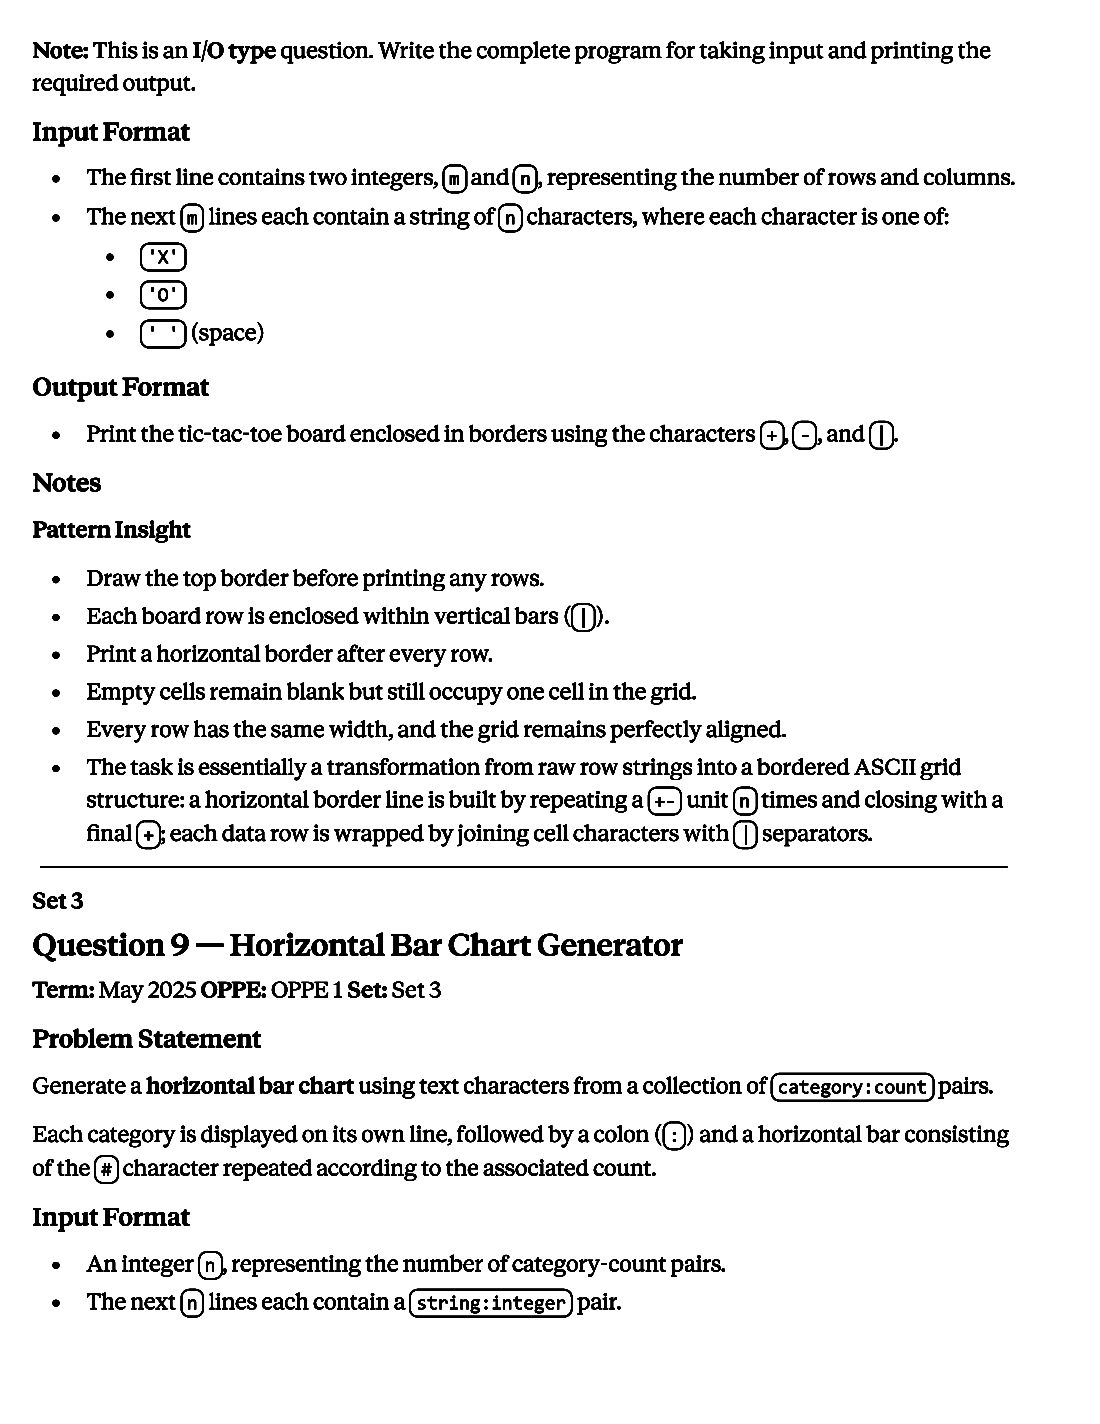 Note: This is an I/O type question. Write the complete program for taking input and printing the
required output.
Input Format
• The first line contains two integers, m and n, representing the number of rows and columns.
• The next m lines each contain a string of n characters, where each character is one of:
• 'X'
• 'O'
• ' ' (space)
Output Format
• Print the tic-tac-toe board enclosed in borders using the characters +, -, and |.
Notes
Pattern Insight
• Draw the top border before printing any rows.
• Each board row is enclosed within vertical bars (|).
• Print a horizontal border after every row.
• Empty cells remain blank but still occupy one cell in the grid.
• Every row has the same width, and the grid remains perfectly aligned.
• The task is essentially a transformation from raw row strings into a bordered ASCII grid
structure: a horizontal border line is built by repeating a +- unit n times and closing with a
final +; each data row is wrapped by joining cell characters with | separators.
Set 3
Question 9 — Horizontal Bar Chart Generator
Term: May 2025 OPPE: OPPE 1 Set: Set 3
Problem Statement
Generate a horizontal bar chart using text characters from a collection of category:count pairs.
Each category is displayed on its own line, followed by a colon (:) and a horizontal bar consisting
of the # character repeated according to the associated count.
Input Format
• An integer n, representing the number of category-count pairs.
• The next n lines each contain a string:integer pair.